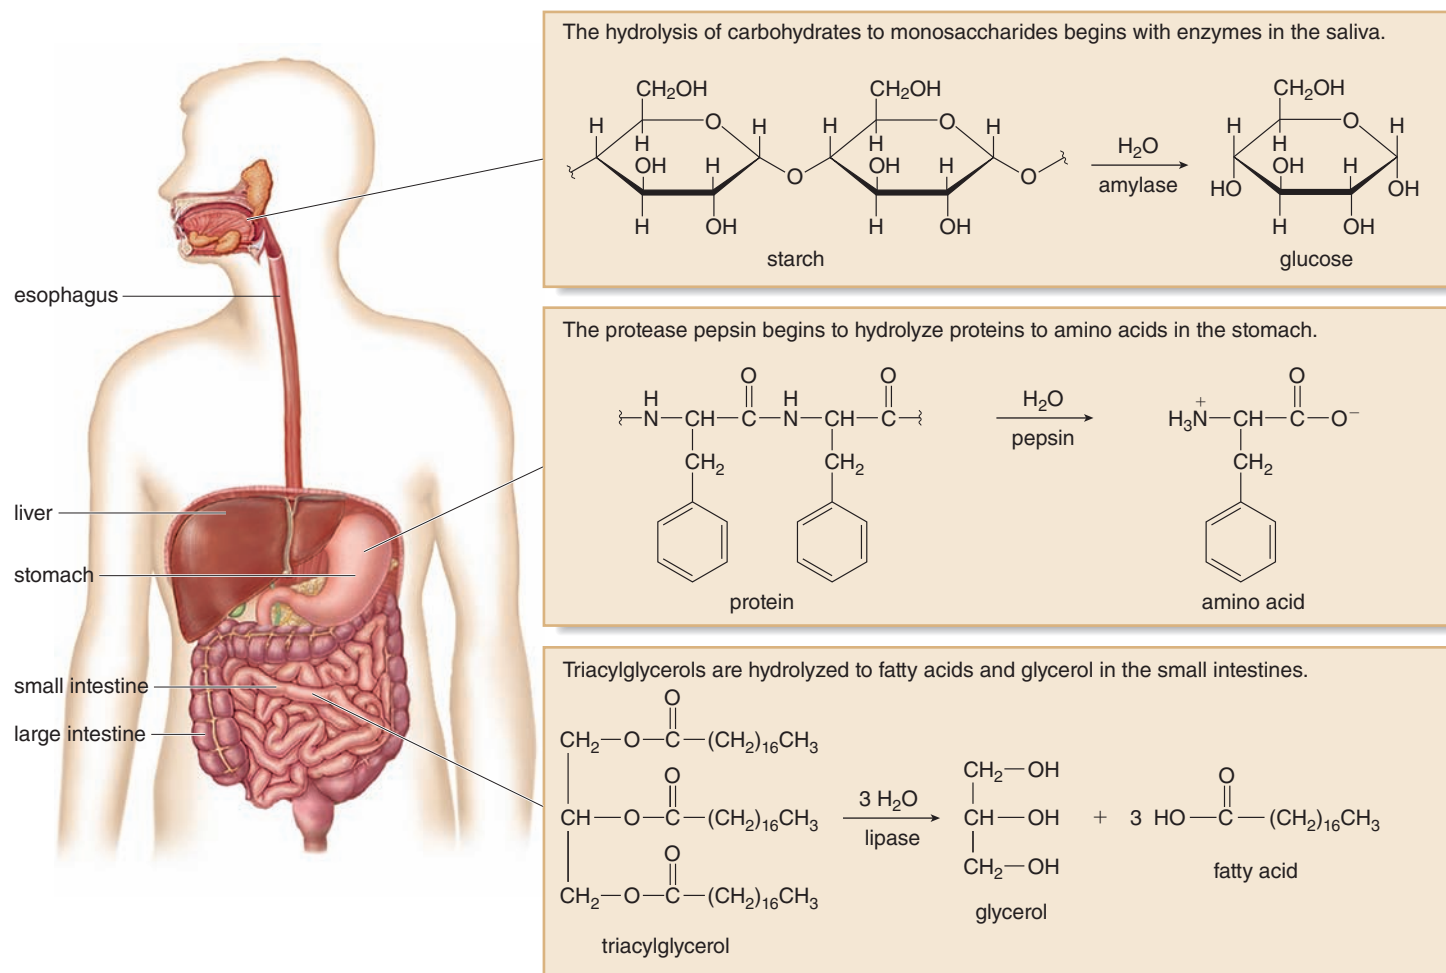 The hydrolysis of carbohydrates to monosaccharides begins with enzymes in the saliva.
CH₂OH CH₂OH CH₂OH
H O H H O H H O H
H H H
OH H OH H H₂O OH H
O O amylase HO OH
H OH H OH H OH
starch glucose
esophagus
The protease pepsin begins to hydrolyze proteins to amino acids in the stomach.
O O O
H H H₂O +
N—CH—C—N—CH—C pepsin H₃N—CH—C—O⁻
CH₂ CH₂ CH₂
protein amino acid
liver
stomach
small intestine
large intestine
Triacylglycerols are hydrolyzed to fatty acids and glycerol in the small intestines.
O
CH₂—O—C—(CH₂)₁₆CH₃
O
CH—O—C—(CH₂)₁₆CH₃
O
CH₂—O—C—(CH₂)₁₆CH₃
triacylglycerol
3 H₂O
lipase
CH₂—OH
CH—OH
CH₂—OH
glycerol
+
O
3 HO—C—(CH₂)₁₆CH₃
fatty acid